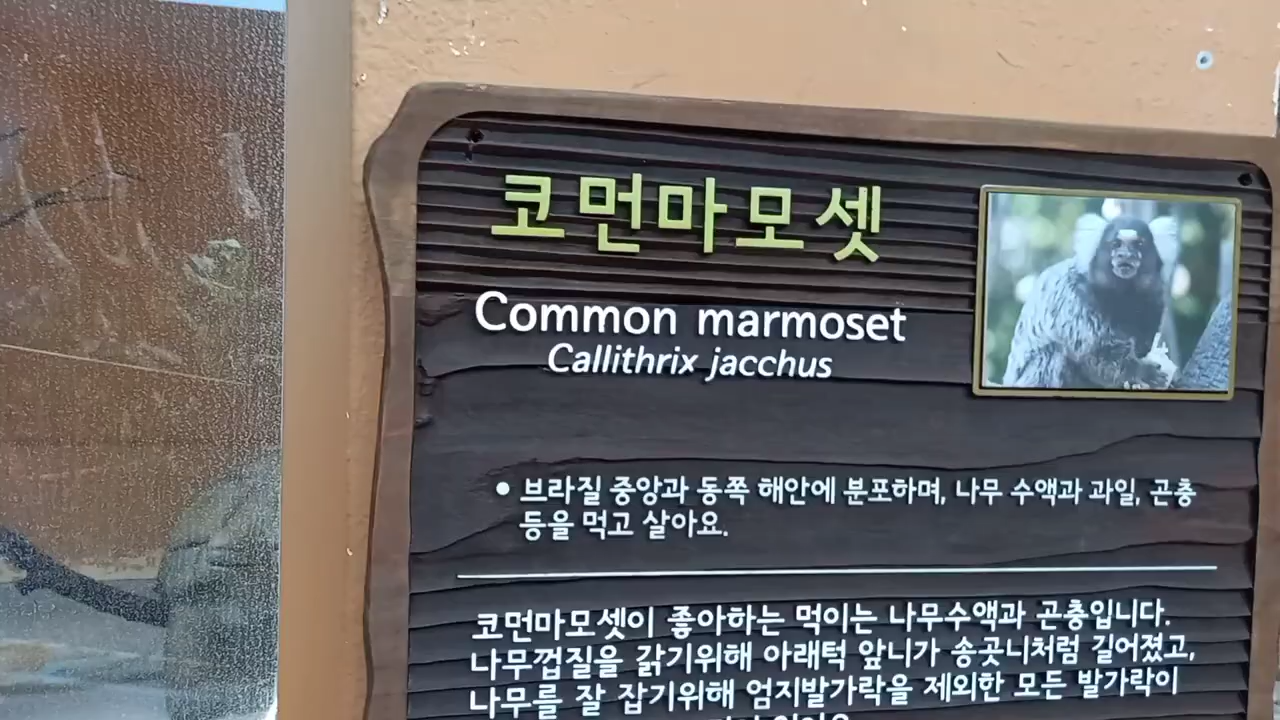 코먼마모셋
Common marmoset
Callithrix jacchus
• 브라질 중앙과 동쪽 해안에 분포하며, 나무 수액과 과일, 곤충
등을 먹고 살아요.
코먼마모셋이 좋아하는 먹이는 나무수액과 곤충입니다.
나무껍질을 갉기위해 아래턱 앞니가 송곳니처럼 길어졌고,
나무를 잘 잡기위해 엄지발가락을 제외한 모든 발가락이